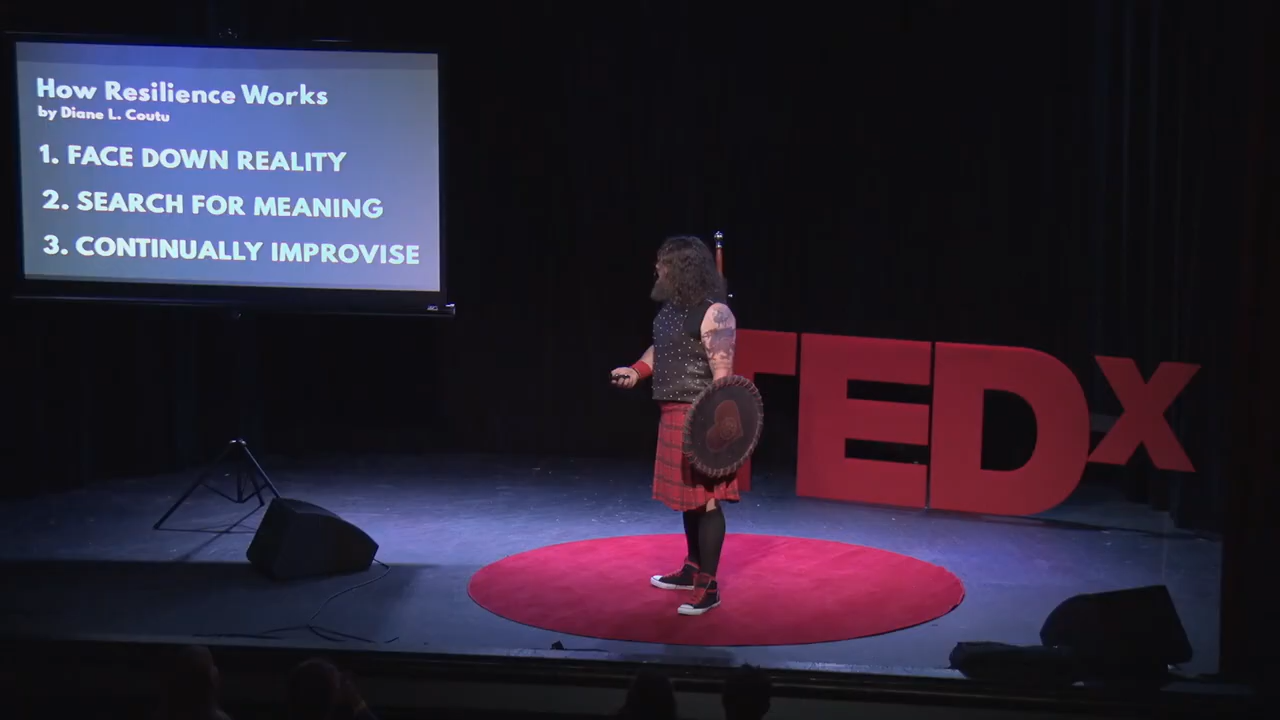 How Resilience Works
by Diane L. Coutu
1. FACE DOWN REALITY
2. SEARCH FOR MEANING
3. CONTINUALLY IMPROVISE
TEDx